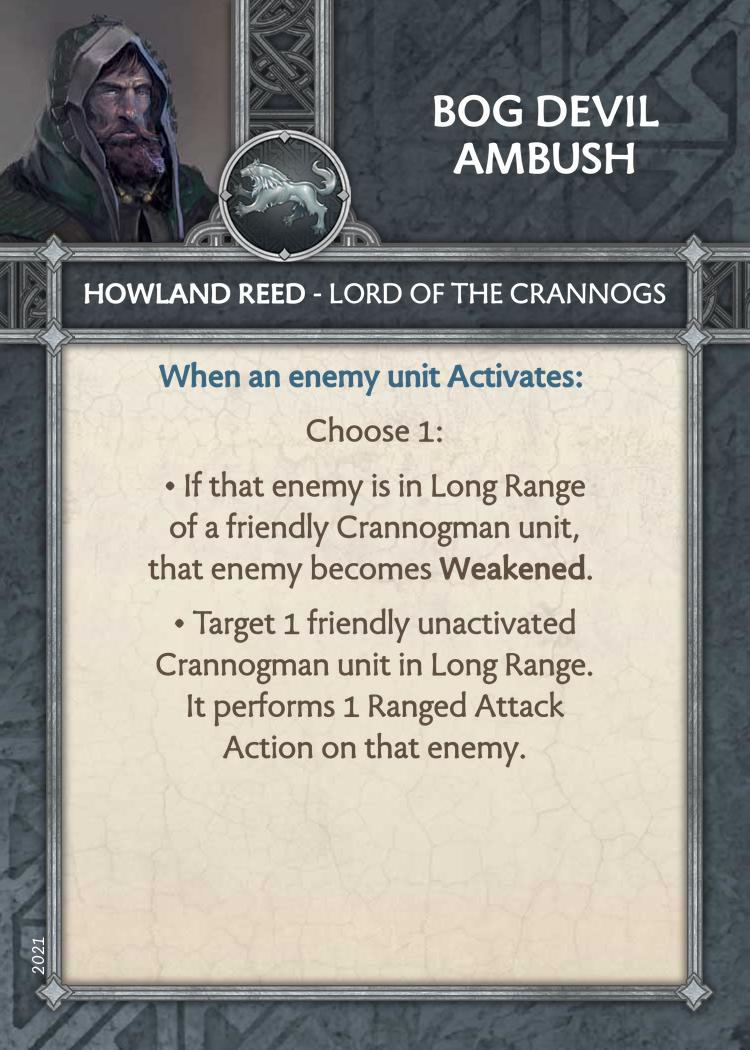 BOG DEVIL
AMBUSH
HOWLAND REED - LORD OF THE CRANNOGS
When an enemy unit Activates:
Choose 1:
• If that enemy is in Long Range
of a friendly Crannogman unit,
that enemy becomes Weakened.
• Target 1 friendly unactivated
Crannogman unit in Long Range.
It performs 1 Ranged Attack
Action on that enemy.
2021